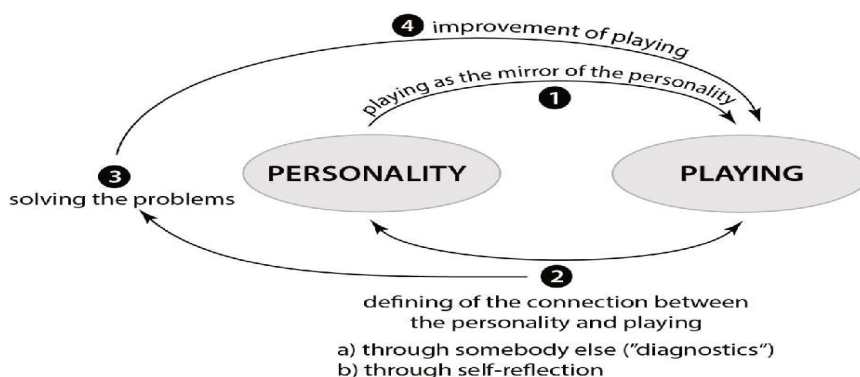 4 improvement of playing
playing as the mirror of the personality
1
PERSONALITY
PLAYING
3
solving the problems
2
defining of the connection between
the personality and playing
a) through somebody else ("diagnostics")
b) through self-reflection